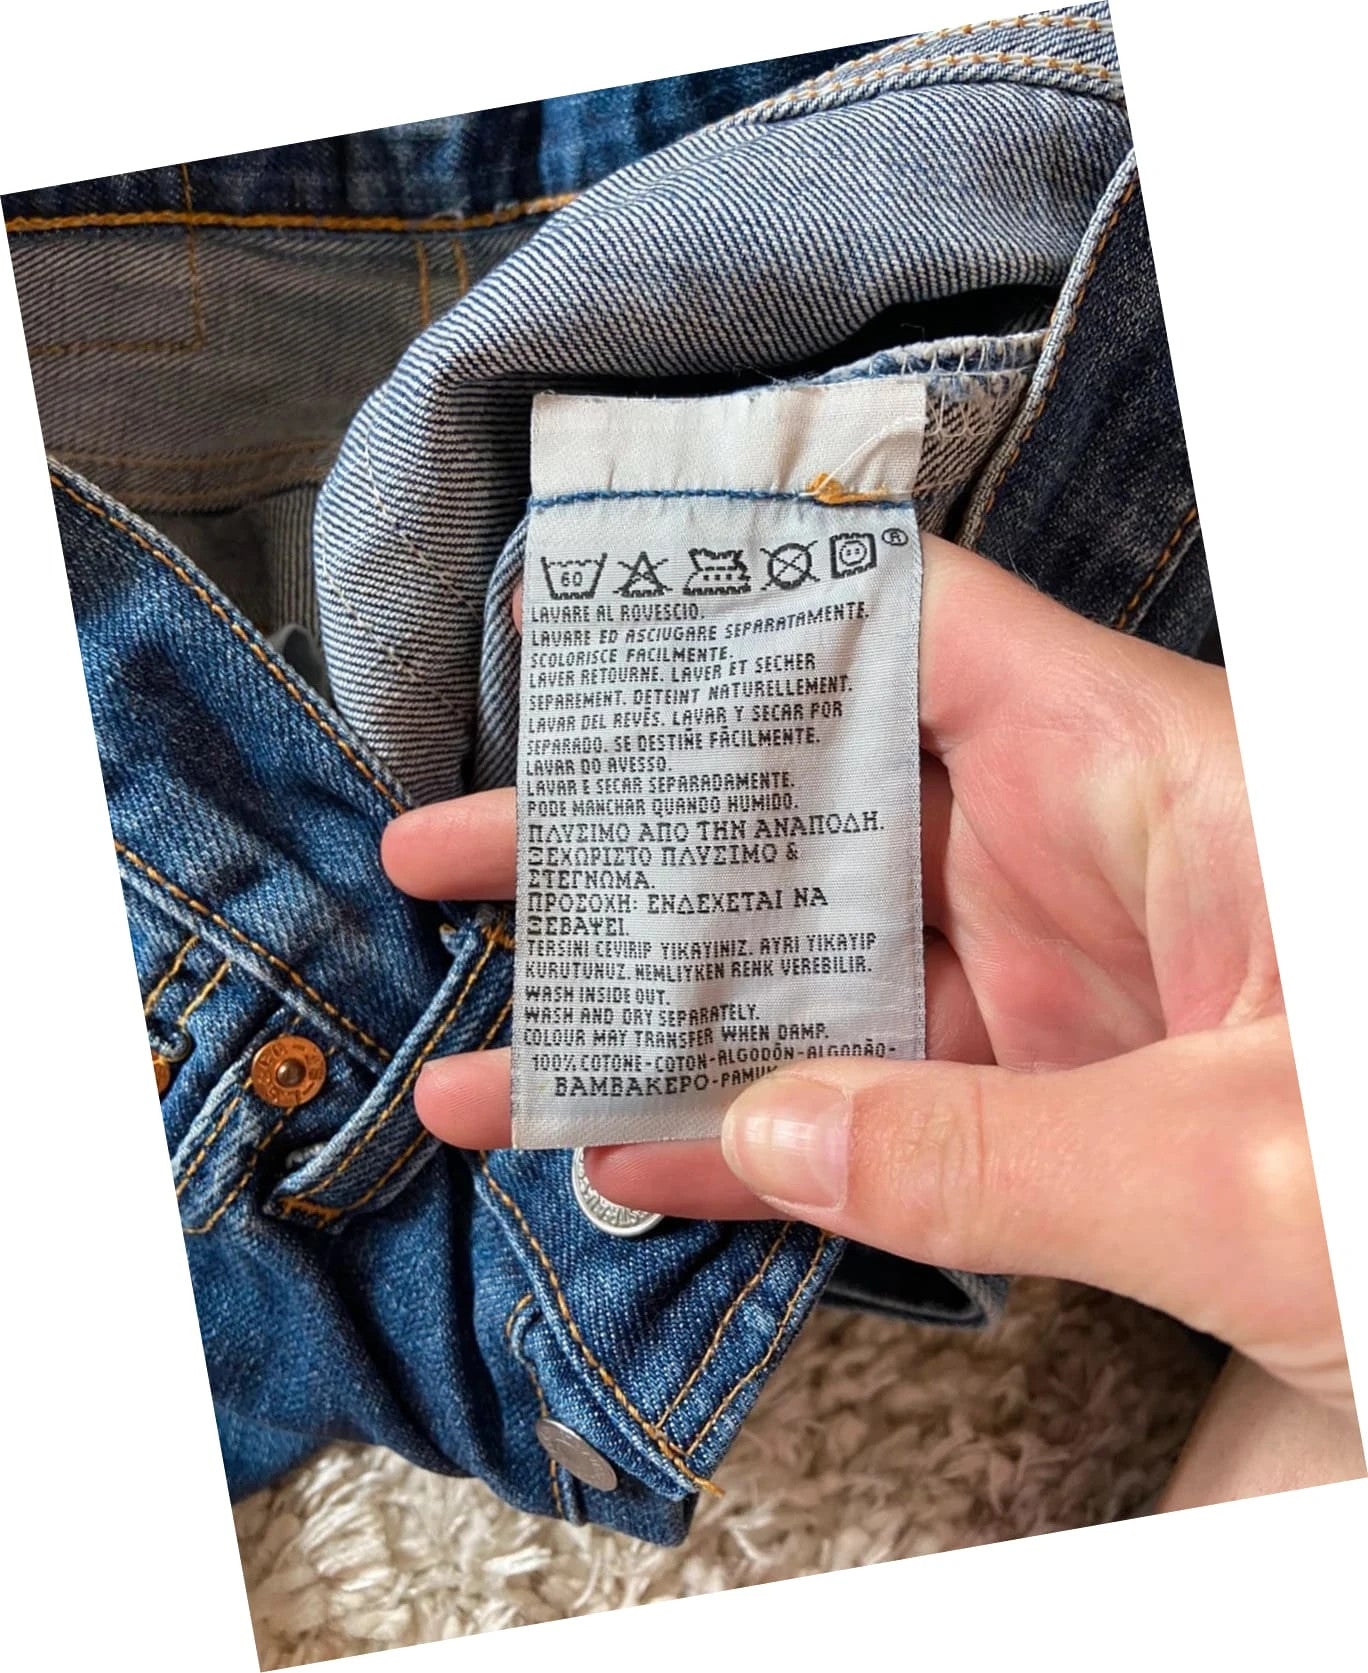 60 ®
LAVARE AL ROVESCIO.
LAVARE ED ASCIUGARE SEPARATAMENTE.
SCOLORISCE FACILMENTE.
LAVER RETOURNE. LAVER ET SECHER
SEPAREMENT. DETEINT NATURELLEMENT.
LAVAR DEL REVÉS. LAVAR Y SECAR POR
SEPARADO. SE DESTIÑE FÁCILMENTE.
LAVAR DO AVESSO.
LAVAR E SECAR SEPARADAMENTE.
PODE MANCHAR QUANDO HUMIDO.
ΠΛΥΣΙΜΟ ΑΠΟ ΤΗΝ ΑΝΑΠΟΔΗ.
ΞΕΧΩΡΙΣΤΟ ΠΛΥΣΙΜΟ &
ΣΤΕΓΝΩΜΑ.
ΠΡΟΣΟΧΗ: ΕΝΔΕΧΕΤΑΙ ΝΑ
ΞΕΒΑΨΕΙ.
TERSINI CEVIRIP YIKAYINIZ. AYRI YIKAYIP
KURUTUNUZ. NEMLIYKEN RENK VEREBILIR.
WASH INSIDE OUT.
WASH AND DRY SEPARATELY.
COLOUR MAY TRANSFER WHEN DAMP.
100% COTONE-COTON-ALGODÓN-ALGODÃO-
ΒΑΜΒΑΚΕΡΟ-PAMUK